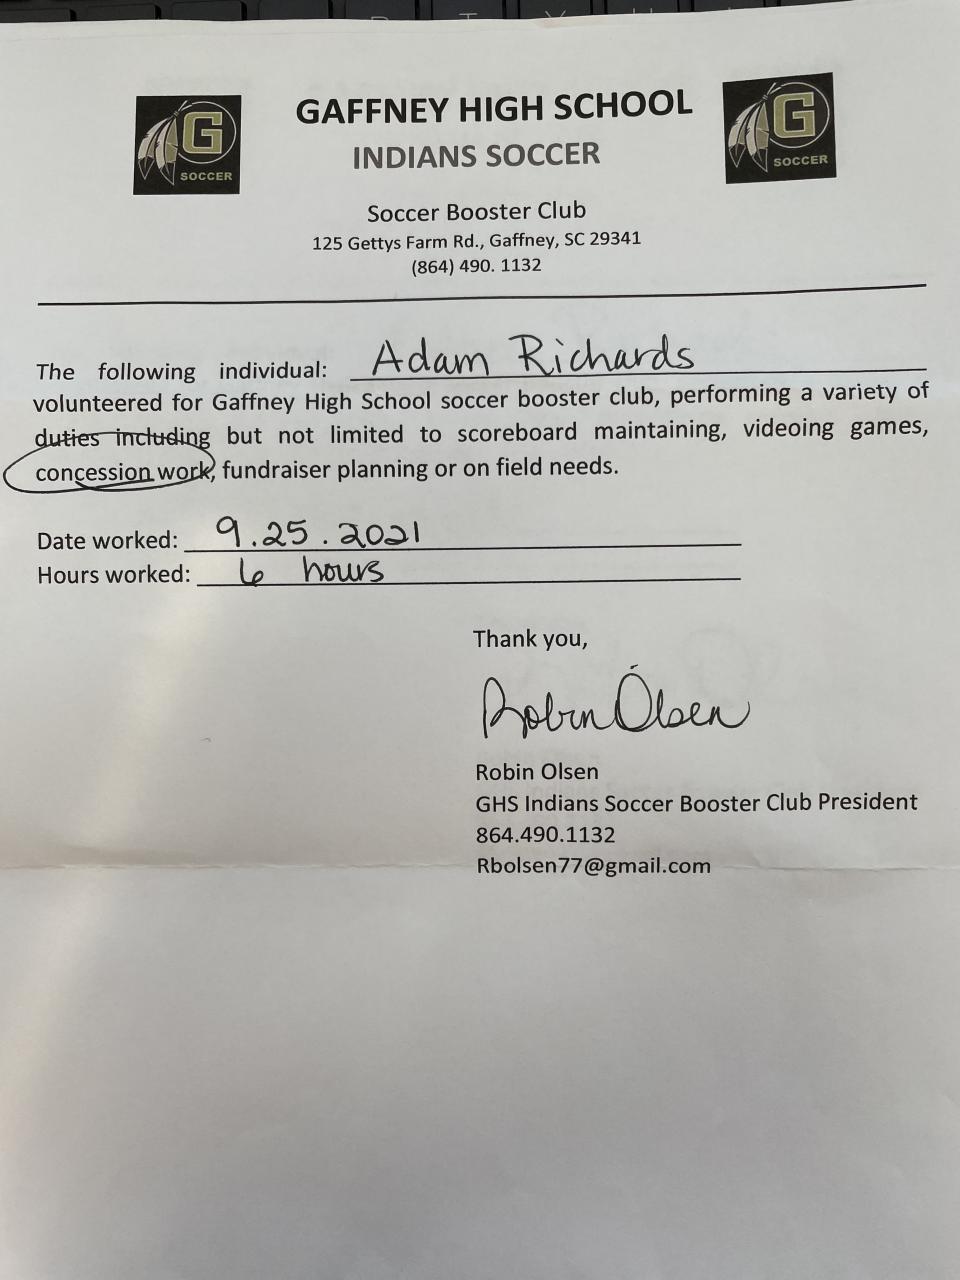 GAFFNEY HIGH SCHOOL
INDIANS SOCCER
G
SOCCER
G
SOCCER
Soccer Booster Club
125 Gettys Farm Rd., Gaffney, SC 29341
(864) 490. 1132
The following individual: Adam Richards
volunteered for Gaffney High School soccer booster club, performing a variety of
duties including but not limited to scoreboard maintaining, videoing games,
concession work, fundraiser planning or on field needs.
Date worked: 9.25.2021
Hours worked: 6 hours
Thank you,
Robin Olsen
Robin Olsen
GHS Indians Soccer Booster Club President
864.490.1132
Rbolsen77@gmail.com